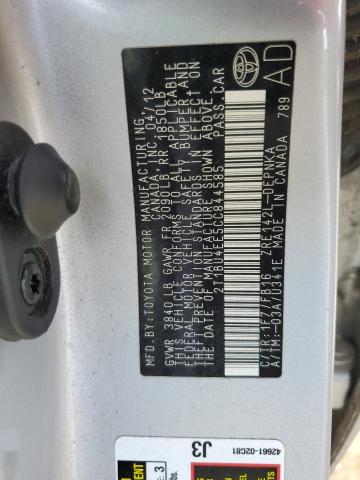 MFD.BY:TOYOTA MOTOR MANUFACTURING,
CANADA, INC. 04/12
GVWR 3840LB GAWR FR 2090LB RR 1850LB
THIS VEHICLE CONFORMS TO ALL APPLICABLE
FEDERAL MOTOR VEHICLE SAFETY, BUMPER,AND
THEFT PREVENTION STANDARDS IN EFFECT ON
THE DATE OF MANUFACTURE SHOWN ABOVE.
2T1BU4EE5CC844585 PASS.CAR
C/TR:1F7/FB16 ZRE142L-DEPNKA
A/TM:-03A/U341E MADE IN CANADA 789
AD
42661-02C81
J3